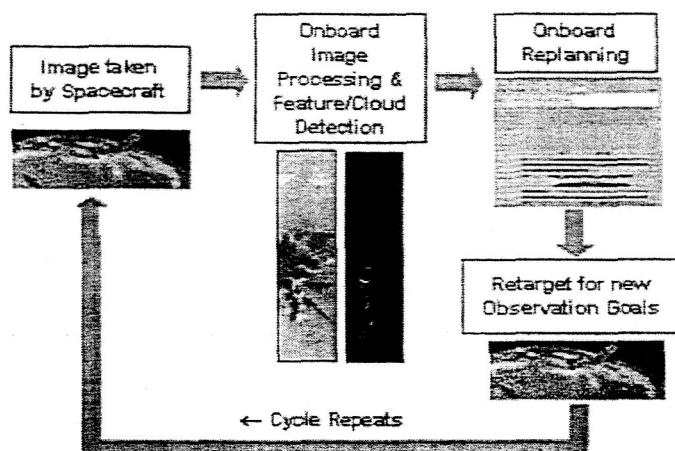 Image taken
by Spacecraft
Onboard
Image
Processing &
Feature/Cloud
Detection
Onboard
Replanning
Retarget for new
Observation Goals
← Cycle Repeats